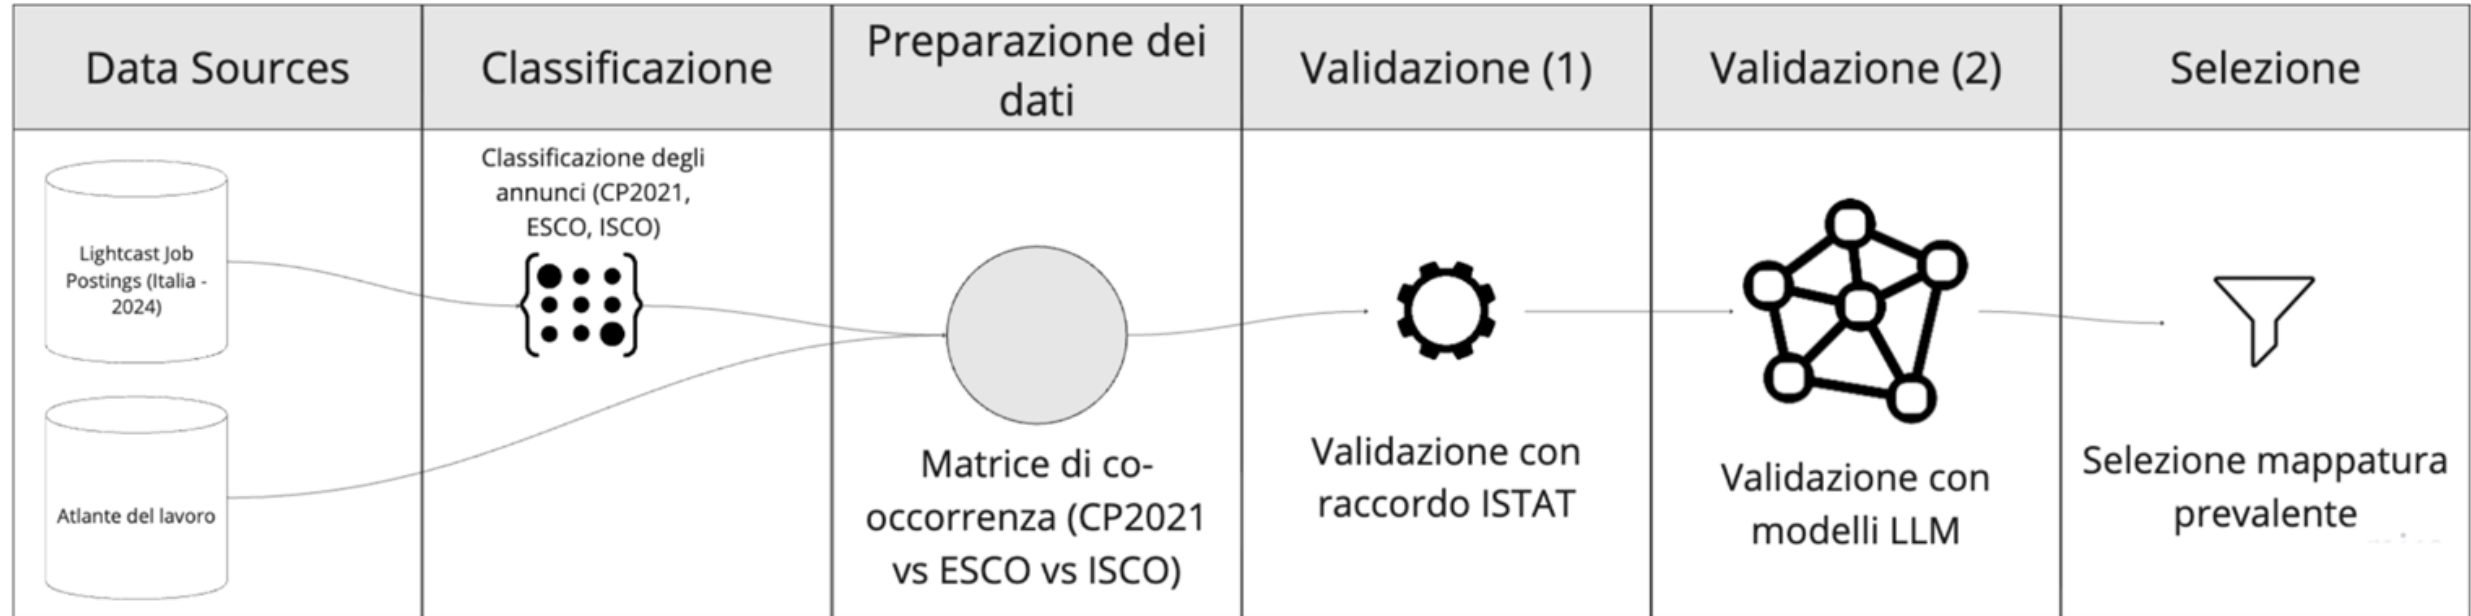 Data Sources
Classificazione
Preparazione dei
dati
Validazione (1)
Validazione (2)
Selezione
Lightcast Job
Postings (Italia -
2024)
Atlante del lavoro
Classificazione degli
annunci (CP2021,
ESCO, ISCO)
Matrice di co-
occorrenza (CP2021
vs ESCO vs ISCO)
Validazione con
raccordo ISTAT
Validazione con
modelli LLM
Selezione mappatura
prevalente